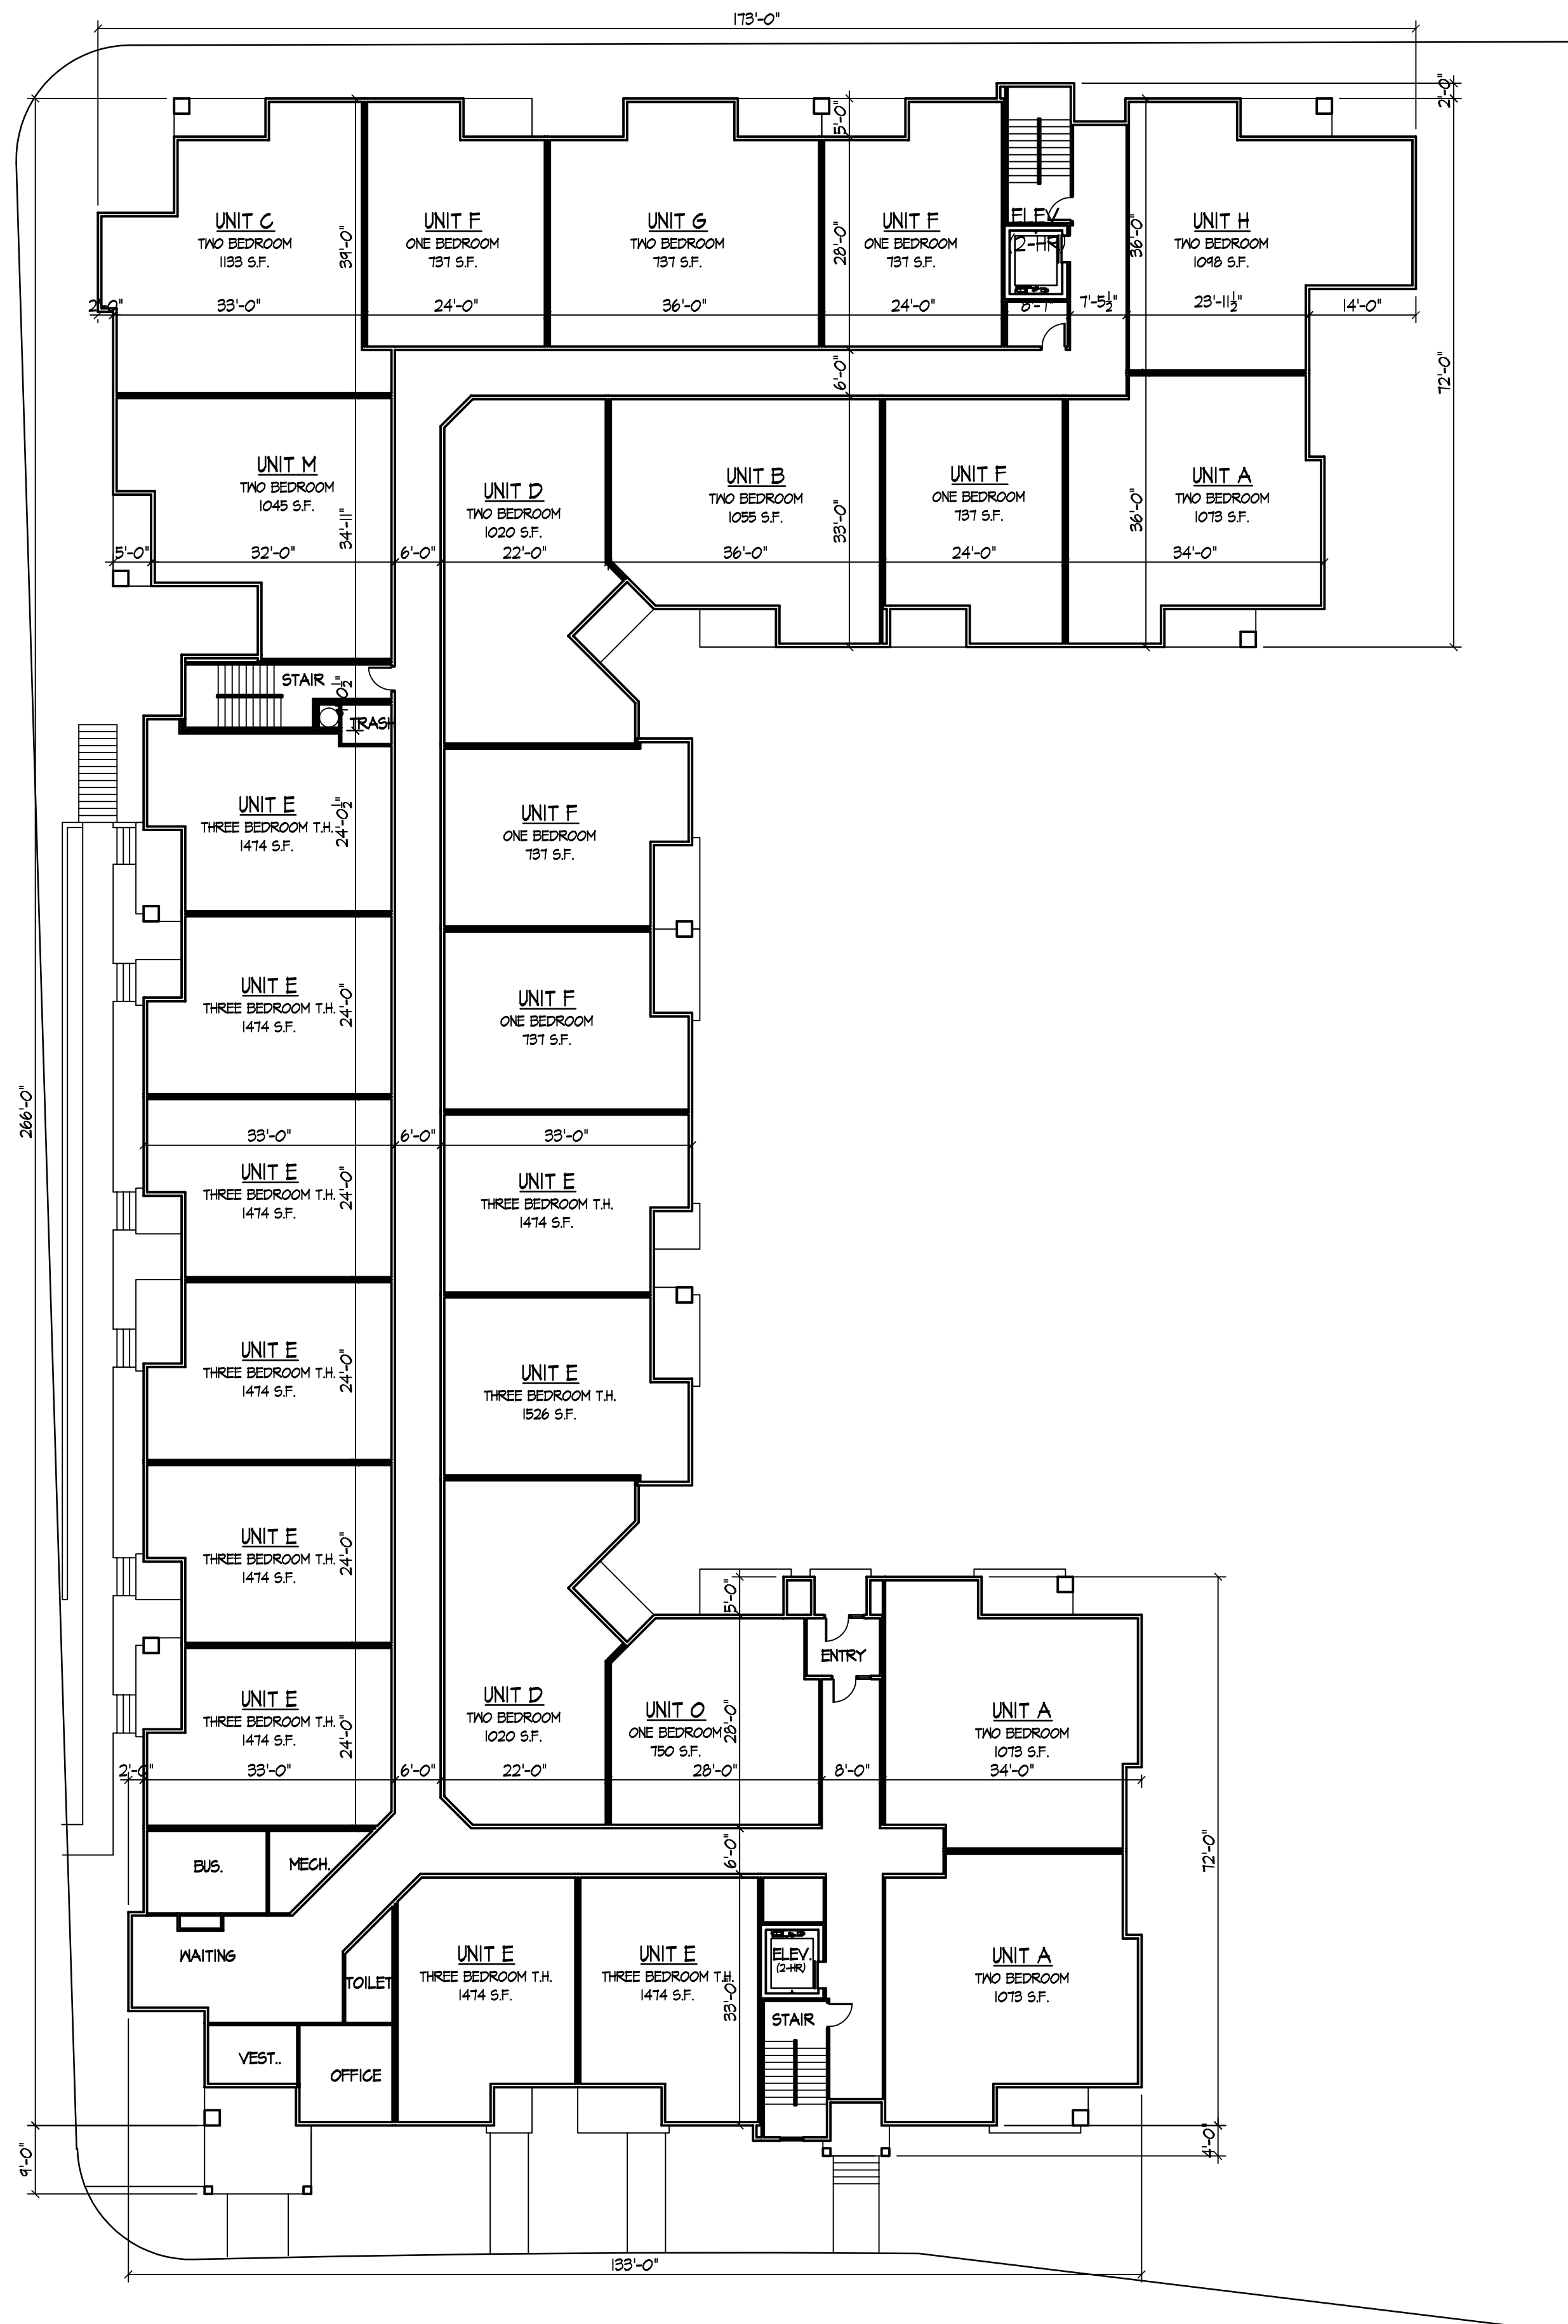 173'-0"
2'-0"
5'-0"
UNIT C
TWO BEDROOM
1133 S.F.
39'-0"
UNIT F
ONE BEDROOM
737 S.F.
UNIT G
TWO BEDROOM
737 S.F.
28'-0"
UNIT F
ONE BEDROOM
737 S.F.
ELEV.
(2-HR)
36'-0"
UNIT H
TWO BEDROOM
1098 S.F.
2'-0"
33'-0"
24'-0"
36'-0"
24'-0"
8'-1"
7'-5½"
23'-11½"
14'-0"
6'-0"
72'-0"
UNIT M
TWO BEDROOM
1045 S.F.
34'-11"
UNIT D
TWO BEDROOM
1020 S.F.
UNIT B
TWO BEDROOM
1055 S.F.
33'-0"
UNIT F
ONE BEDROOM
737 S.F.
36'-0"
UNIT A
TWO BEDROOM
1073 S.F.
5'-0"
32'-0"
6'-0"
22'-0"
36'-0"
24'-0"
34'-0"
STAIR
TRASH
UNIT E
THREE BEDROOM T.H.
1474 S.F.
24'-0½"
UNIT F
ONE BEDROOM
737 S.F.
UNIT E
THREE BEDROOM T.H.
1474 S.F.
24'-0"
UNIT F
ONE BEDROOM
737 S.F.
266'-0"
33'-0"
6'-0"
33'-0"
UNIT E
THREE BEDROOM T.H.
1474 S.F.
24'-0"
UNIT E
THREE BEDROOM T.H.
1474 S.F.
UNIT E
THREE BEDROOM T.H.
1474 S.F.
24'-0"
UNIT E
THREE BEDROOM T.H.
1526 S.F.
UNIT E
THREE BEDROOM T.H.
1474 S.F.
24'-0"
5'-0"
ENTRY
UNIT E
THREE BEDROOM T.H.
1474 S.F.
24'-0"
UNIT D
TWO BEDROOM
1020 S.F.
UNIT O
ONE BEDROOM
750 S.F.
28'-0"
UNIT A
TWO BEDROOM
1073 S.F.
2'-0"
33'-0"
6'-0"
22'-0"
28'-0"
8'-0"
34'-0"
BUS.
MECH.
6'-0"
72'-0"
WAITING
TOILET
UNIT E
THREE BEDROOM T.H.
1474 S.F.
UNIT E
THREE BEDROOM T.H.
1474 S.F.
33'-0"
ELEV.
(2-HR)
STAIR
UNIT A
TWO BEDROOM
1073 S.F.
VEST..
OFFICE
9'-0"
4'-0"
133'-0"